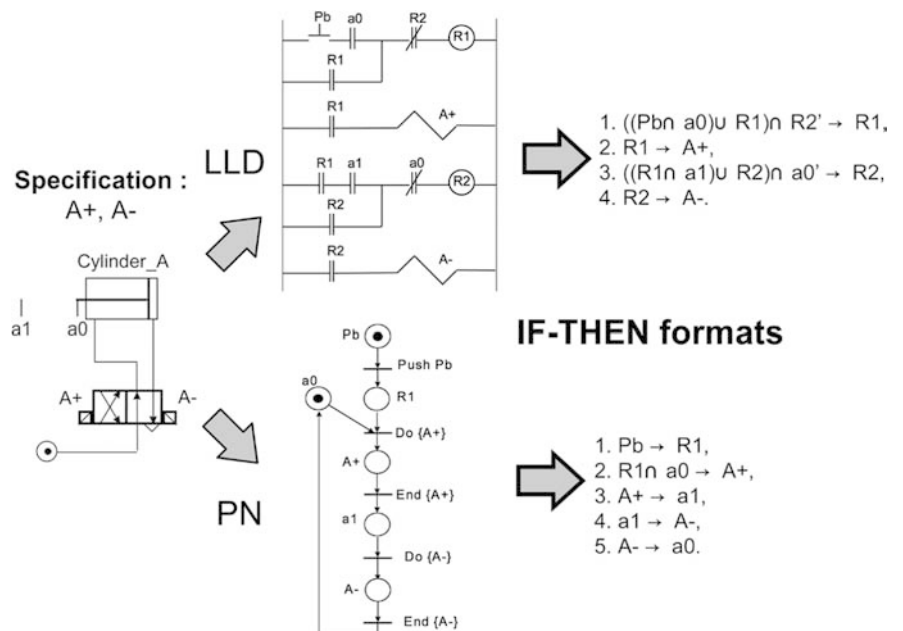 Specification :
A+, A-
Cylinder_A
a1
a0
A+
A-
LLD
Pb
a0
R2
R1
R1
R1
A+
R1
a1
a0
R2
R2
R2
A-
1. ((Pb∩ a0)∪ R1)∩ R2' → R1,
2. R1 → A+,
3. ((R1∩ a1)∪ R2)∩ a0' → R2,
4. R2 → A-.
IF-THEN formats
PN
Pb
Push Pb
a0
R1
Do {A+}
A+
End {A+}
a1
Do {A-}
A-
End {A-}
1. Pb → R1,
2. R1∩ a0 → A+,
3. A+ → a1,
4. a1 → A-,
5. A- → a0.